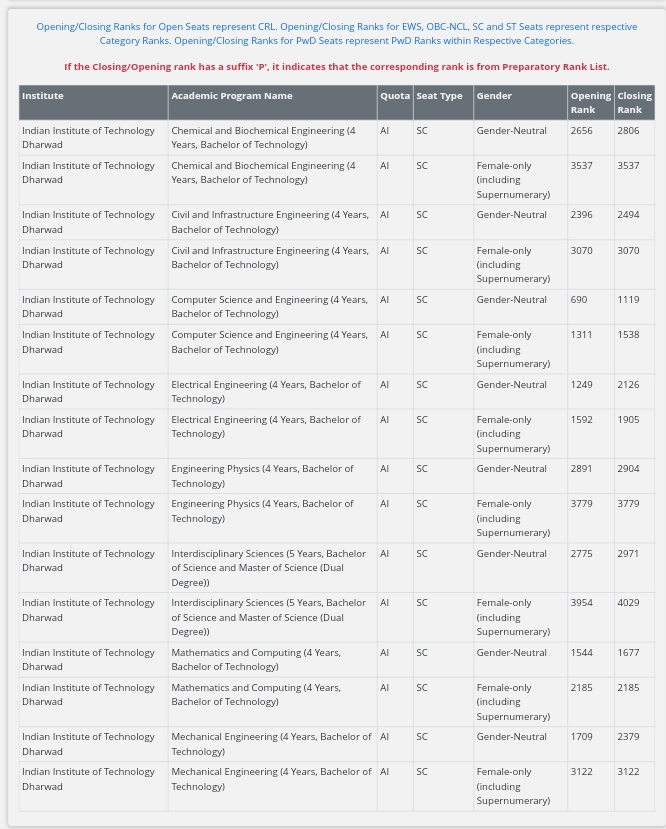 Opening/Closing Ranks for Open Seats represent CRL. Opening/Closing Ranks for EWS, OBC-NCL, SC and ST Seats represent respective
Category Ranks. Opening/Closing Ranks for PwD Seats represent PwD Ranks within Respective Categories.
If the Closing/Opening rank has a suffix 'P', it indicates that the corresponding rank is from Preparatory Rank List.
Institute Academic Program Name Quota Seat Type Gender Opening Closing
Rank Rank
Indian Institute of Technology Chemical and Biochemical Engineering (4 AI SC Gender-Neutral 2656 2806
Dharwad Years, Bachelor of Technology)
Indian Institute of Technology Chemical and Biochemical Engineering (4 AI SC Female-only 3537 3537
Dharwad Years, Bachelor of Technology) (including
Supernumerary)
Indian Institute of Technology Civil and Infrastructure Engineering (4 Years, AI SC Gender-Neutral 2396 2494
Dharwad Bachelor of Technology)
Indian Institute of Technology Civil and Infrastructure Engineering (4 Years, AI SC Female-only 3070 3070
Dharwad Bachelor of Technology) (including
Supernumerary)
Indian Institute of Technology Computer Science and Engineering (4 Years, AI SC Gender-Neutral 690 1119
Dharwad Bachelor of Technology)
Indian Institute of Technology Computer Science and Engineering (4 Years, AI SC Female-only 1311 1538
Dharwad Bachelor of Technology) (including
Supernumerary)
Indian Institute of Technology Electrical Engineering (4 Years, Bachelor of AI SC Gender-Neutral 1249 2126
Dharwad Technology)
Indian Institute of Technology Electrical Engineering (4 Years, Bachelor of AI SC Female-only 1592 1905
Dharwad Technology) (including
Supernumerary)
Indian Institute of Technology Engineering Physics (4 Years, Bachelor of AI SC Gender-Neutral 2891 2904
Dharwad Technology)
Indian Institute of Technology Engineering Physics (4 Years, Bachelor of AI SC Female-only 3779 3779
Dharwad Technology) (including
Supernumerary)
Indian Institute of Technology Interdisciplinary Sciences (5 Years, Bachelor AI SC Gender-Neutral 2775 2971
Dharwad of Science and Master of Science (Dual
Degree))
Indian Institute of Technology Interdisciplinary Sciences (5 Years, Bachelor AI SC Female-only 3954 4029
Dharwad of Science and Master of Science (Dual (including
Degree)) Supernumerary)
Indian Institute of Technology Mathematics and Computing (4 Years, AI SC Gender-Neutral 1544 1677
Dharwad Bachelor of Technology)
Indian Institute of Technology Mathematics and Computing (4 Years, AI SC Female-only 2185 2185
Dharwad Bachelor of Technology) (including
Supernumerary)
Indian Institute of Technology Mechanical Engineering (4 Years, Bachelor of AI SC Gender-Neutral 1709 2379
Dharwad Technology)
Indian Institute of Technology Mechanical Engineering (4 Years, Bachelor of AI SC Female-only 3122 3122
Dharwad Technology) (including
Supernumerary)